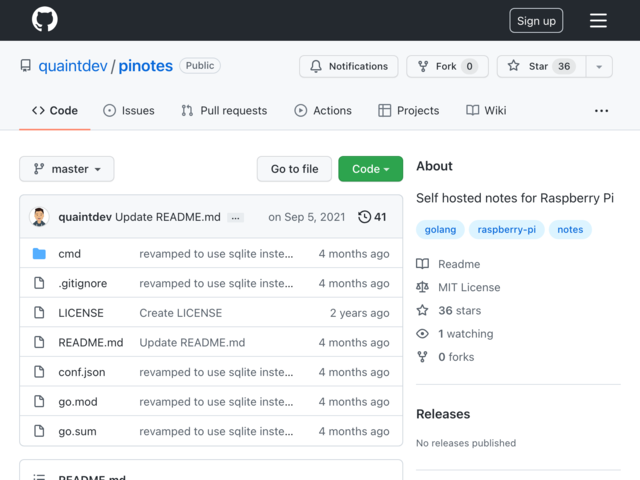 Sign up
quaintdev / pinotes Public
Notifications Fork 0 Star 36
Code Issues Pull requests Actions Projects Wiki ...
master Go to file Code
quaintdev Update README.md ... on Sep 5, 2021 41
cmd revamped to use sqlite inste... 4 months ago
.gitignore revamped to use sqlite inste... 4 months ago
LICENSE Create LICENSE 2 years ago
README.md Update README.md 4 months ago
conf.json revamped to use sqlite inste... 4 months ago
go.mod revamped to use sqlite inste... 4 months ago
go.sum revamped to use sqlite inste... 4 months ago
README.md
About
Self hosted notes for Raspberry Pi
golang raspberry-pi notes
Readme
MIT License
36 stars
1 watching
0 forks
Releases
No releases published